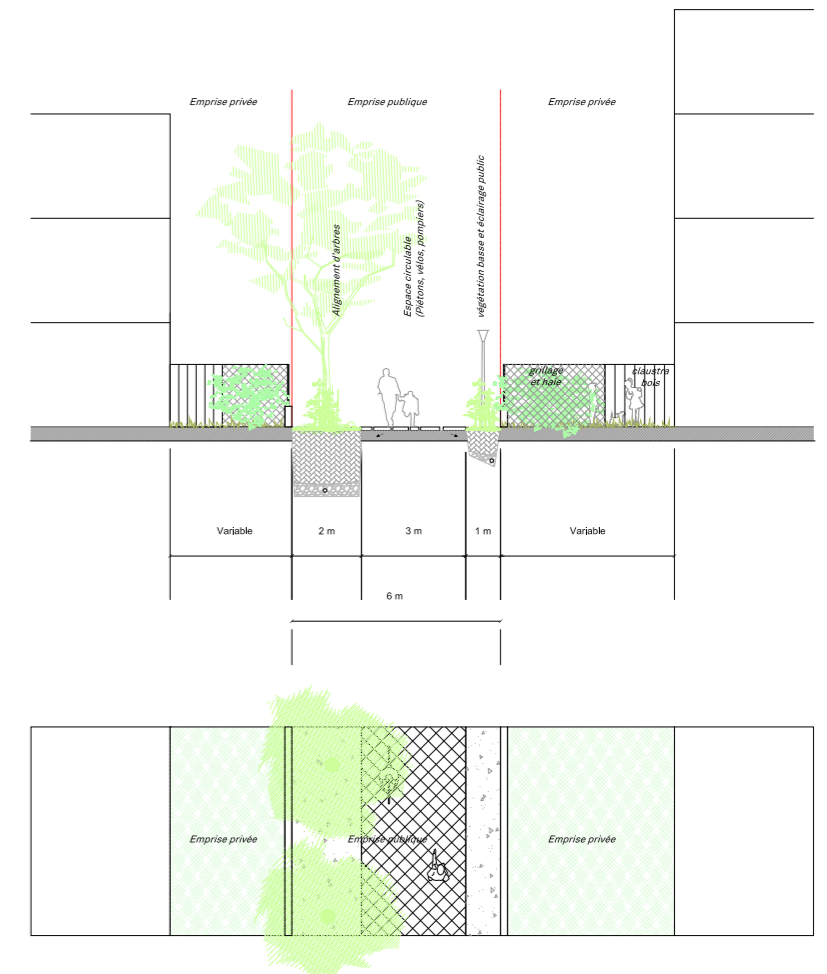 Emprise privée
Emprise publique
Emprise privée
Alignement d'arbres
Espace circulable
(Piétons, vélos, pompiers)
végétation basse et éclairage public
grillage
et haie
claustra
bois
Variable
2 m
3 m
1 m
Variable
6 m
Emprise privée
Emprise publique
Emprise privée